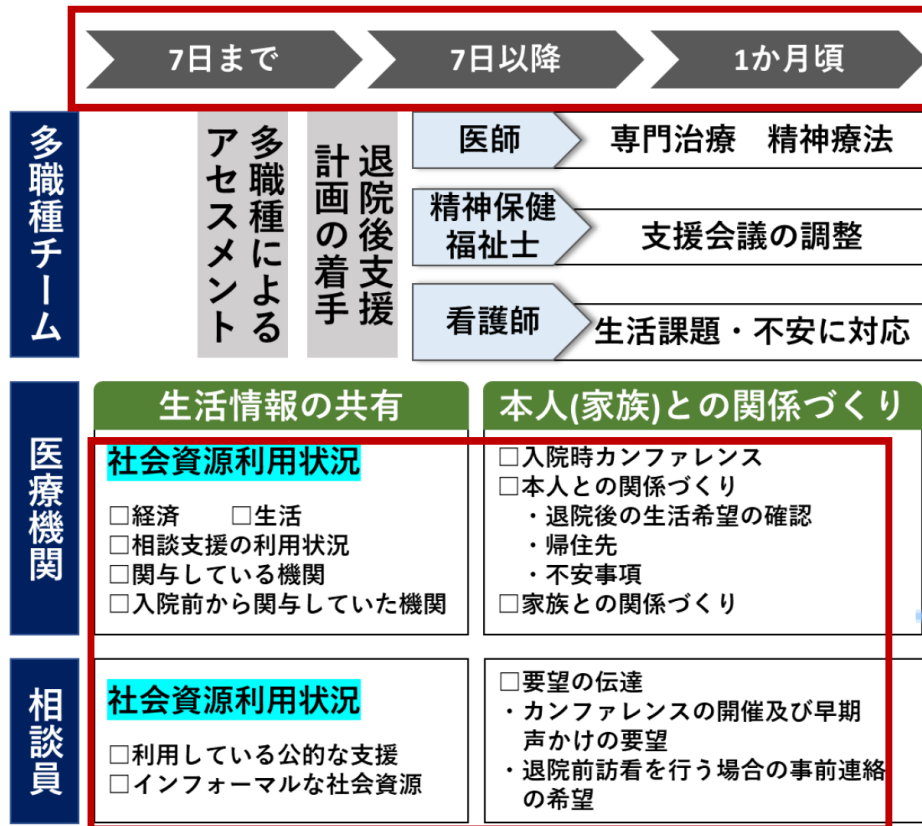 7日まで
7日以降
1か月頃
多職種チーム
多職種による
アセスメント
退院後支援
計画の着手
医師
専門治療　精神療法
精神保健
福祉士
支援会議の調整
看護師
生活課題・不安に対応
医療機関
生活情報の共有
社会資源利用状況
□経済　　□生活
□相談支援の利用状況
□関与している機関
□入院前から関与していた機関
本人(家族)との関係づくり
□入院時カンファレンス
□本人との関係づくり
・退院後の生活希望の確認
・帰住先
・不安事項
□家族との関係づくり
相談員
社会資源利用状況
□利用している公的な支援
□インフォーマルな社会資源
□要望の伝達
・カンファレンスの開催及び早期
声かけの要望
・退院前訪看を行う場合の事前連絡
の希望